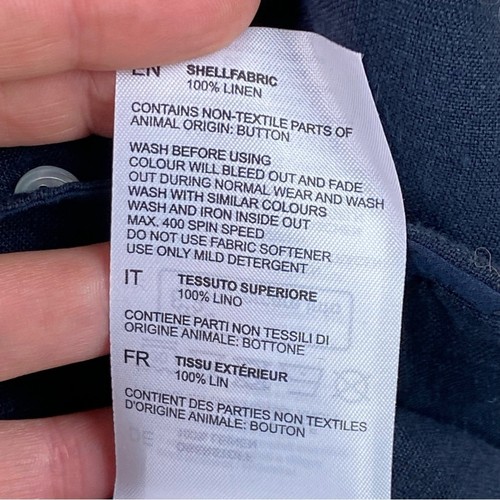 EN SHELLFABRIC
100% LINEN
CONTAINS NON-TEXTILE PARTS OF
ANIMAL ORIGIN: BUTTON
WASH BEFORE USING
COLOUR WILL BLEED OUT AND FADE
OUT DURING NORMAL WEAR AND WASH
WASH WITH SIMILAR COLOURS
WASH AND IRON INSIDE OUT
MAX. 400 SPIN SPEED
DO NOT USE FABRIC SOFTENER
USE ONLY MILD DETERGENT
IT TESSUTO SUPERIORE
100% LINO
CONTIENE PARTI NON TESSILI DI
ORIGINE ANIMALE: BOTTONE
FR TISSU EXTÉRIEUR
100% LIN
CONTIENT DES PARTIES NON TEXTILES
D'ORIGINE ANIMALE: BOUTON